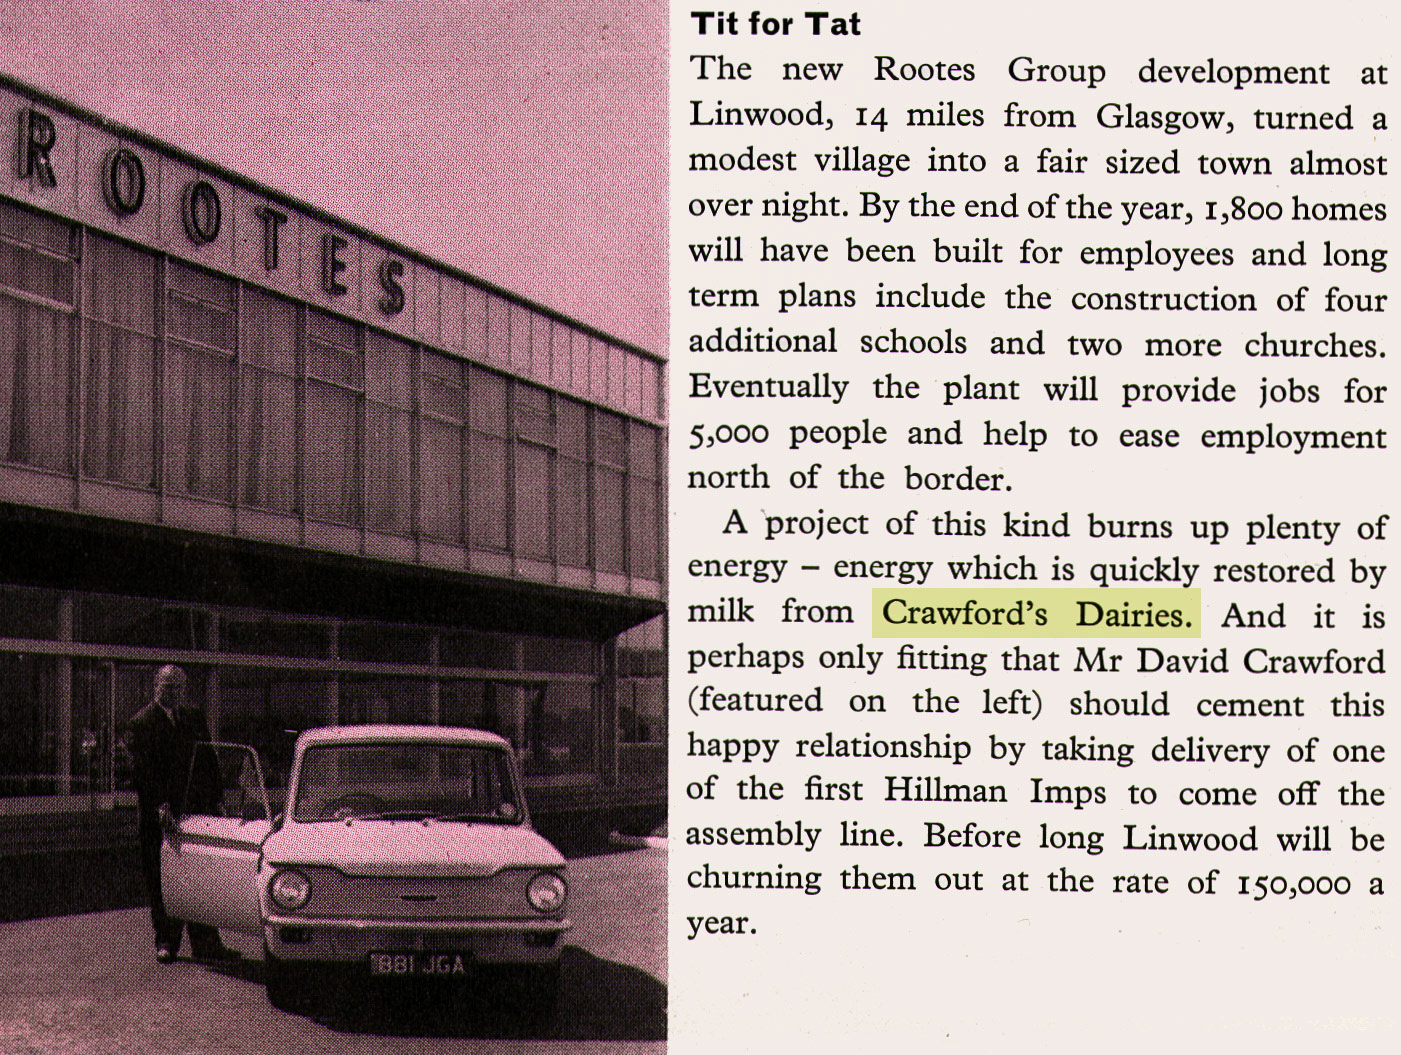 ROOTES
881 JGA
Tit for Tat
The new Rootes Group development at
Linwood, 14 miles from Glasgow, turned a
modest village into a fair sized town almost
over night. By the end of the year, 1,800 homes
will have been built for employees and long
term plans include the construction of four
additional schools and two more churches.
Eventually the plant will provide jobs for
5,000 people and help to ease employment
north of the border.
A project of this kind burns up plenty of
energy – energy which is quickly restored by
milk from Crawford's Dairies. And it is
perhaps only fitting that Mr David Crawford
(featured on the left) should cement this
happy relationship by taking delivery of one
of the first Hillman Imps to come off the
assembly line. Before long Linwood will be
churning them out at the rate of 150,000 a
year.